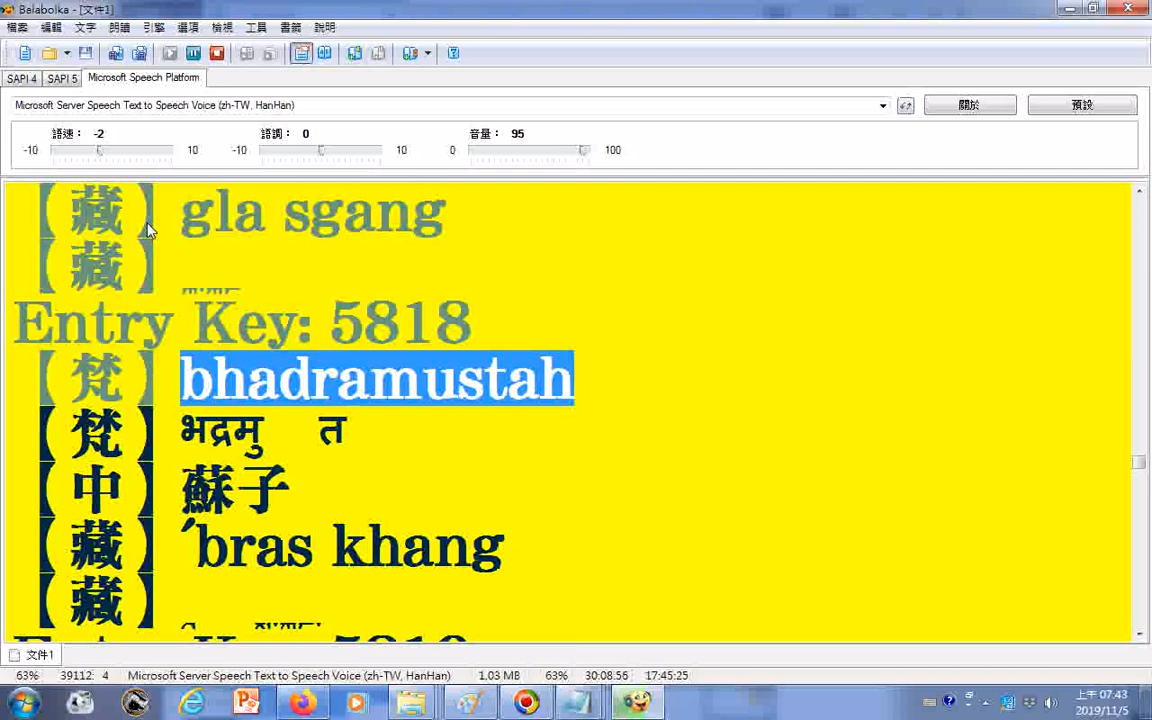 Balabolka - [文件1]
檔案 編輯 文字 朗讀 引擎 選項 檢視 工具 書籤 說明
SAPI 4 SAPI 5 Microsoft Speech Platform
Microsoft Server Speech Text to Speech Voice (zh-TW, HanHan) 關於 預設
語速： -2 語調： 0 音量： 95
-10 10 -10 10 0 100
【藏】 gla sgang
【藏】
Entry Key: 5818
【梵】 bhadramustah
【梵】 भद्रमु त
【中】 蘇子
【藏】 ′bras khang
【藏】
文件1
63% 39112: 4 Microsoft Server Speech Text to Speech Voice (zh-TW, HanHan) 1.03 MB 63% 30:08:56 17:45:25
上午 07:43
2019/11/5